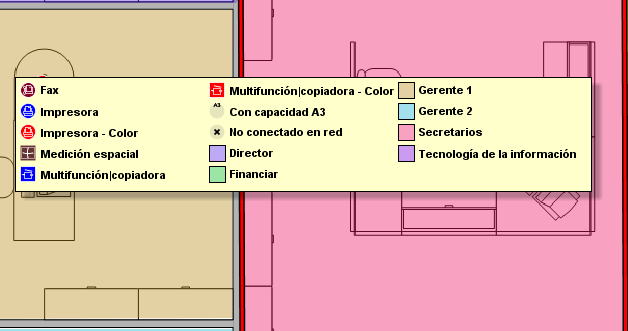 Fax
Impresora
Impresora - Color
Medición espacial
Multifunción|copiadora
Multifunción|copiadora - Color
A3 Con capacidad A3
No conectado en red
Director
Financiar
Gerente 1
Gerente 2
Secretarios
Tecnología de la información